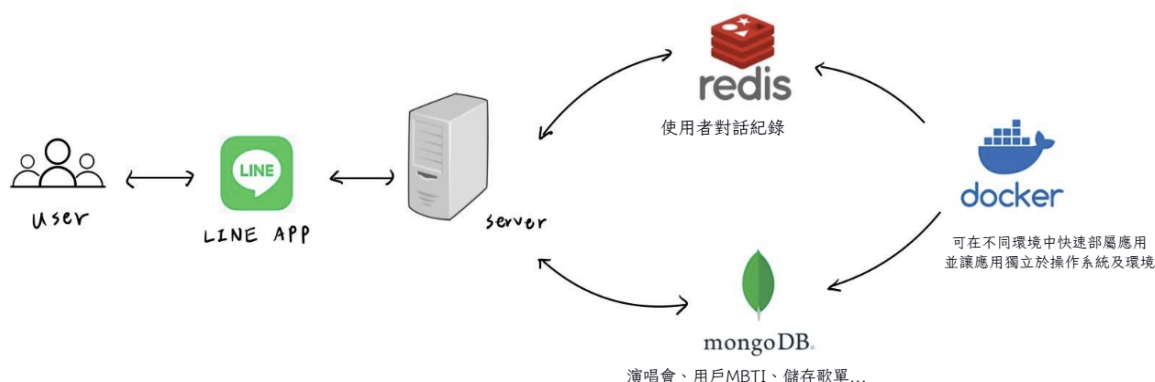 user
LINE
LINE APP
server
redis
使用者對話紀錄
mongoDB.
演唱會、用戶MBTI、儲存歌單...
docker
可在不同環境中快速部屬應用
並讓應用獨立於操作系統及環境